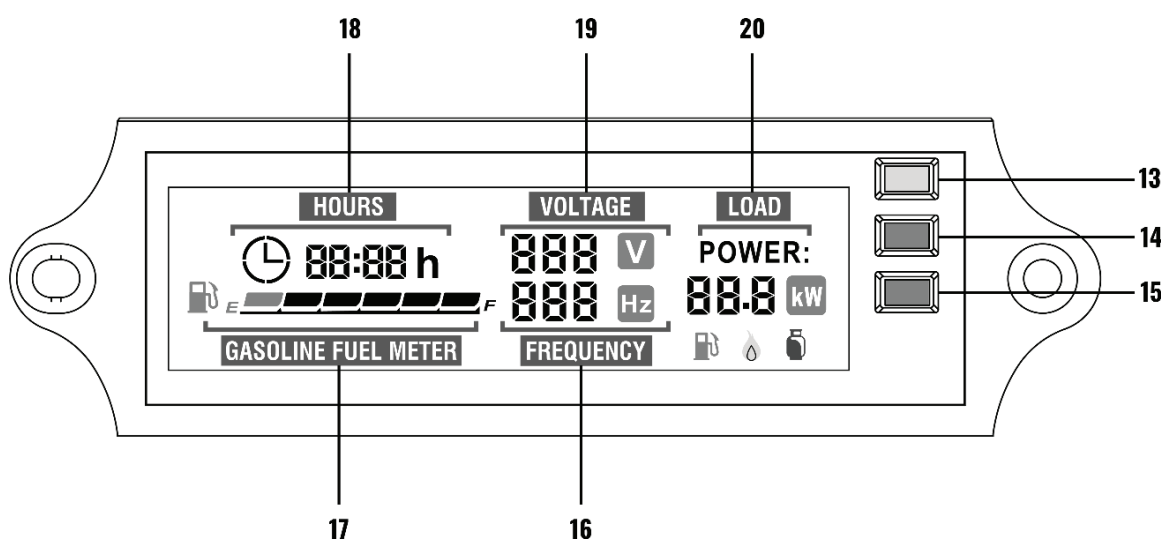 18 19 20
13
HOURS VOLTAGE LOAD
14
88:88 h 888 V POWER:
15
E F 888 Hz 88.8 kW
GASOLINE FUEL METER FREQUENCY
17 16